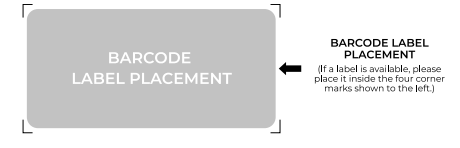 BARCODE
LABEL PLACEMENT
BARCODE LABEL
PLACEMENT
(If a label is available, please
place it inside the four corner
marks shown to the left.)